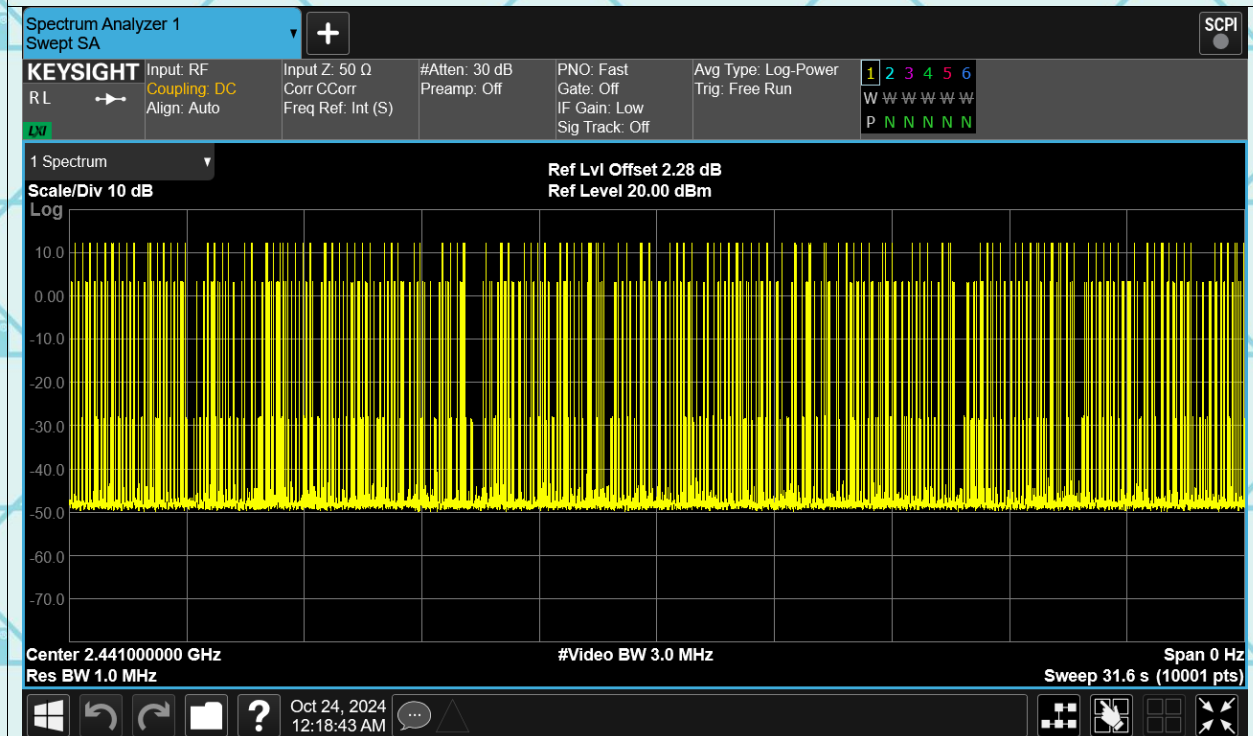 Spectrum Analyzer 1
Swept SA
+
SCPI
KEYSIGHT
R L
LXI
Input: RF
Coupling: DC
Align: Auto
Input Z: 50 Ω
Corr CCorr
Freq Ref: Int (S)
#Atten: 30 dB
Preamp: Off
PNO: Fast
Gate: Off
IF Gain: Low
Sig Track: Off
Avg Type: Log-Power
Trig: Free Run
1 2 3 4 5 6
W W W W W W
P N N N N N
1 Spectrum
Scale/Div 10 dB
Log
Ref Lvl Offset 2.28 dB
Ref Level 20.00 dBm
10.0
0.00
-10.0
-20.0
-30.0
-40.0
-50.0
-60.0
-70.0
Center 2.441000000 GHz
Res BW 1.0 MHz
#Video BW 3.0 MHz
Span 0 Hz
Sweep 31.6 s (10001 pts)
?
Oct 24, 2024
12:18:43 AM